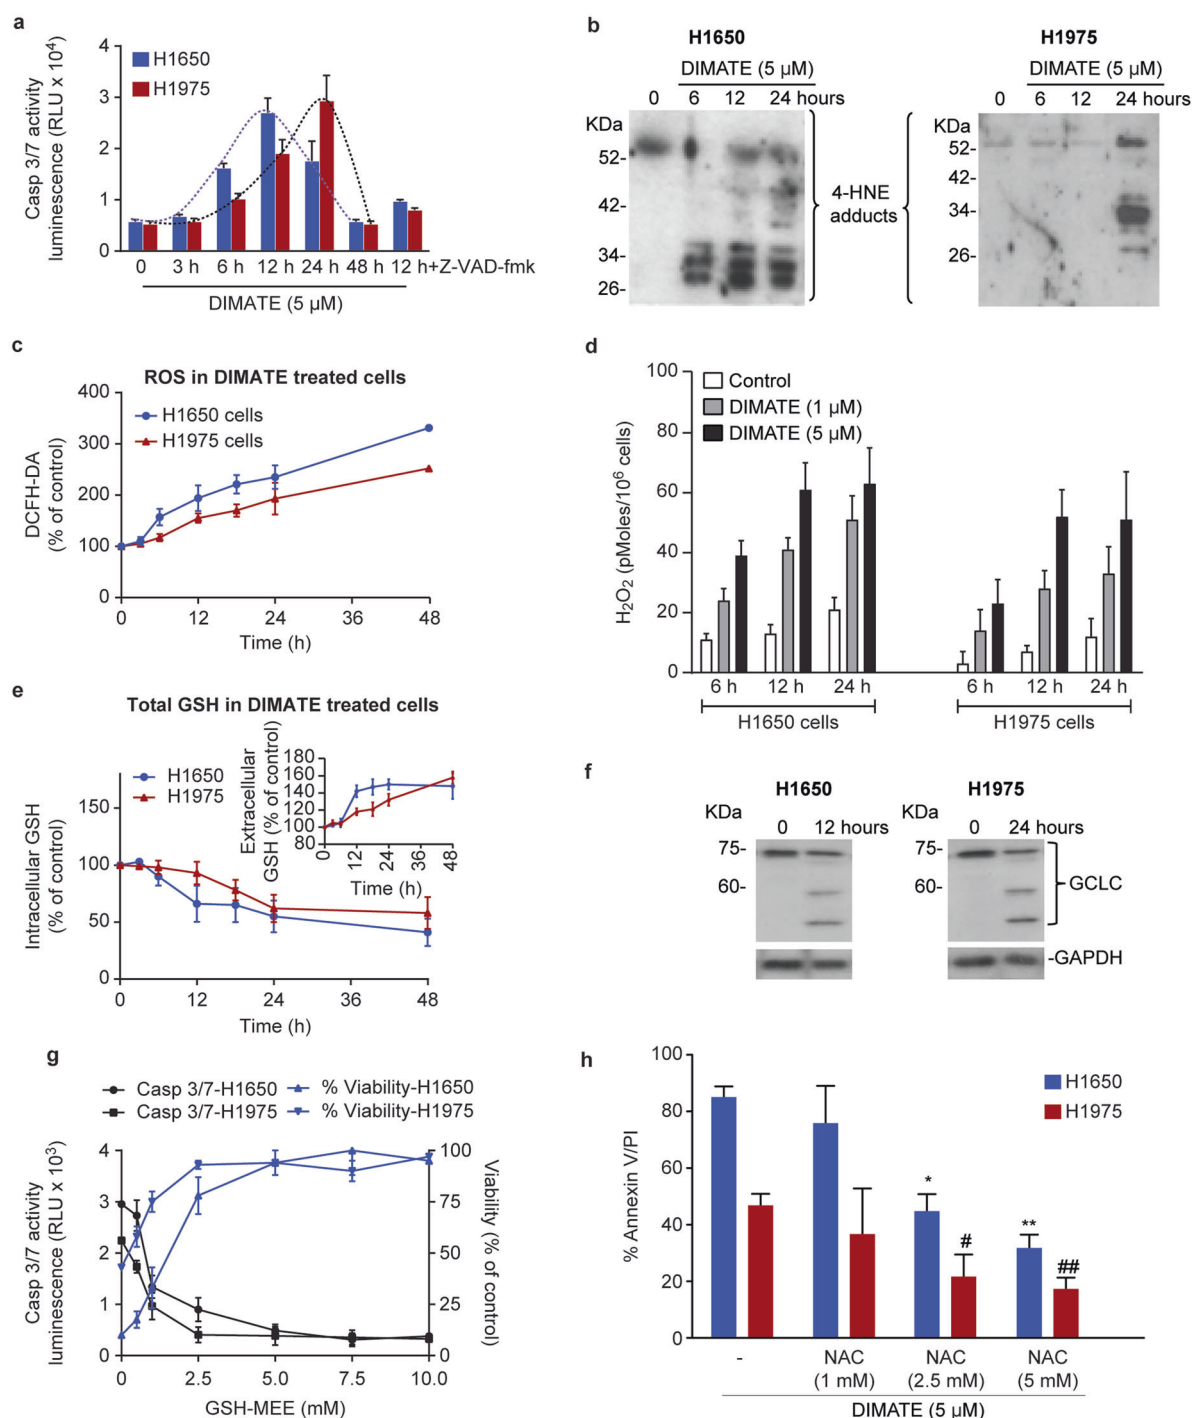 a
Casp 3/7 activity
luminescence (RLU x 10⁴)
4
3
2
1
0
H1650
H1975
0 3 h 6 h 12 h 24 h 48 h 12 h+Z-VAD-fmk
DIMATE (5 µM)
b
H1650
DIMATE (5 µM)
0 6 12 24 hours
KDa
52-
42-
34-
26-
4-HNE
adducts
H1975
DIMATE (5 µM)
0 6 12 24 hours
KDa
52-
42-
34-
26-
c
ROS in DIMATE treated cells
DCFH-DA
(% of control)
400
300
200
100
0
H1650 cells
H1975 cells
0 12 24 36 48
Time (h)
d
H₂O₂ (pMoles/10⁶ cells)
100
80
60
40
20
0
Control
DIMATE (1 µM)
DIMATE (5 µM)
6 h 12 h 24 h 6 h 12 h 24 h
H1650 cells H1975 cells
e
Total GSH in DIMATE treated cells
Intracellular GSH
(% of control)
150
100
50
0
H1650
H1975
Extracellular
GSH (% of control)
180
160
140
120
100
80
0 12 24 36 48
Time (h)
0 12 24 36 48
Time (h)
f
H1650
KDa
0 12 hours
75-
60-
H1975
KDa
0 24 hours
75-
60-
GCLC
-GAPDH
g
Casp 3/7-H1650
Casp 3/7-H1975
% Viability-H1650
% Viability-H1975
Casp 3/7 activity
luminescence (RLU x 10³)
4
3
2
1
0
100
75
50
25
0
Viability (% of control)
0 2.5 5.0 7.5 10.0
GSH-MEE (mM)
h
% Annexin V/PI
100
80
60
40
20
0
H1650
H1975
*
#
**
##
- NAC NAC NAC
(1 mM) (2.5 mM) (5 mM)
DIMATE (5 µM)